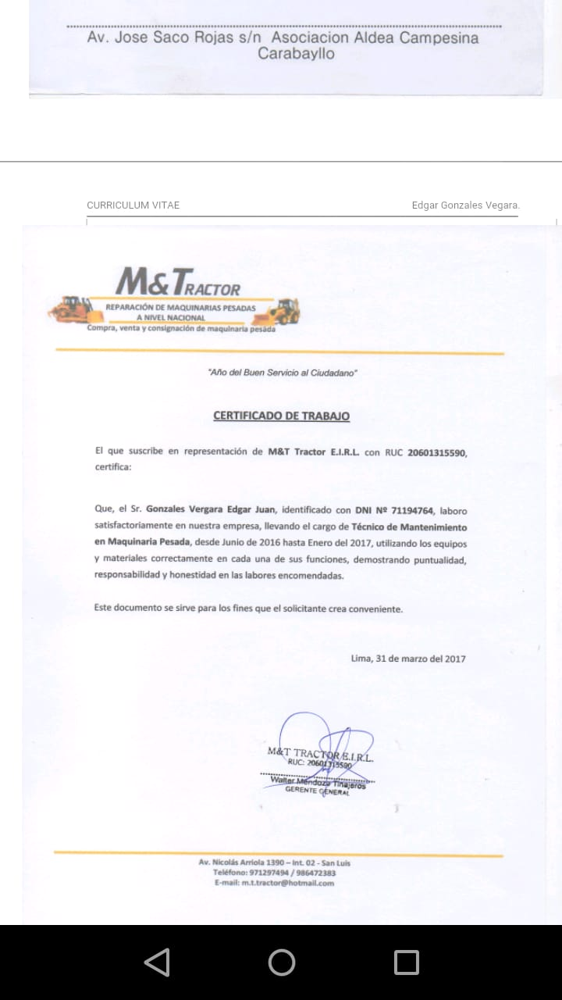 Av. Jose Saco Rojas s/n Asociacion Aldea Campesina
Carabayllo
CURRICULUM VITAE Edgar Gonzales Vegara.
M&TRACTOR
REPARACIÓN DE MAQUINARIAS PESADAS
A NIVEL NACIONAL
Compra, venta y consignación de maquinaria pesada
"Año del Buen Servicio al Ciudadano"
CERTIFICADO DE TRABAJO
El que suscribe en representación de M&T Tractor E.I.R.L. con RUC 20601315590,
certifica:
Que, el Sr. Gonzales Vergara Edgar Juan, identificado con DNI Nº 71194764, laboro
satisfactoriamente en nuestra empresa, llevando el cargo de Técnico de Mantenimiento
en Maquinaria Pesada, desde Junio de 2016 hasta Enero del 2017, utilizando los equipos
y materiales correctamente en cada una de sus funciones, demostrando puntualidad,
responsabilidad y honestidad en las labores encomendadas.
Este documento se sirve para los fines que el solicitante crea conveniente.
Lima, 31 de marzo del 2017
M&T TRACTOR E.I.R.L.
RUC: 20601315590
Walter Mendoza Tinajeros
GERENTE GENERAL
Av. Nicolás Arriola 1390 – Int. 02 - San Luis
Teléfono: 971297494 / 986472383
E-mail: m.t.tractor@hotmail.com